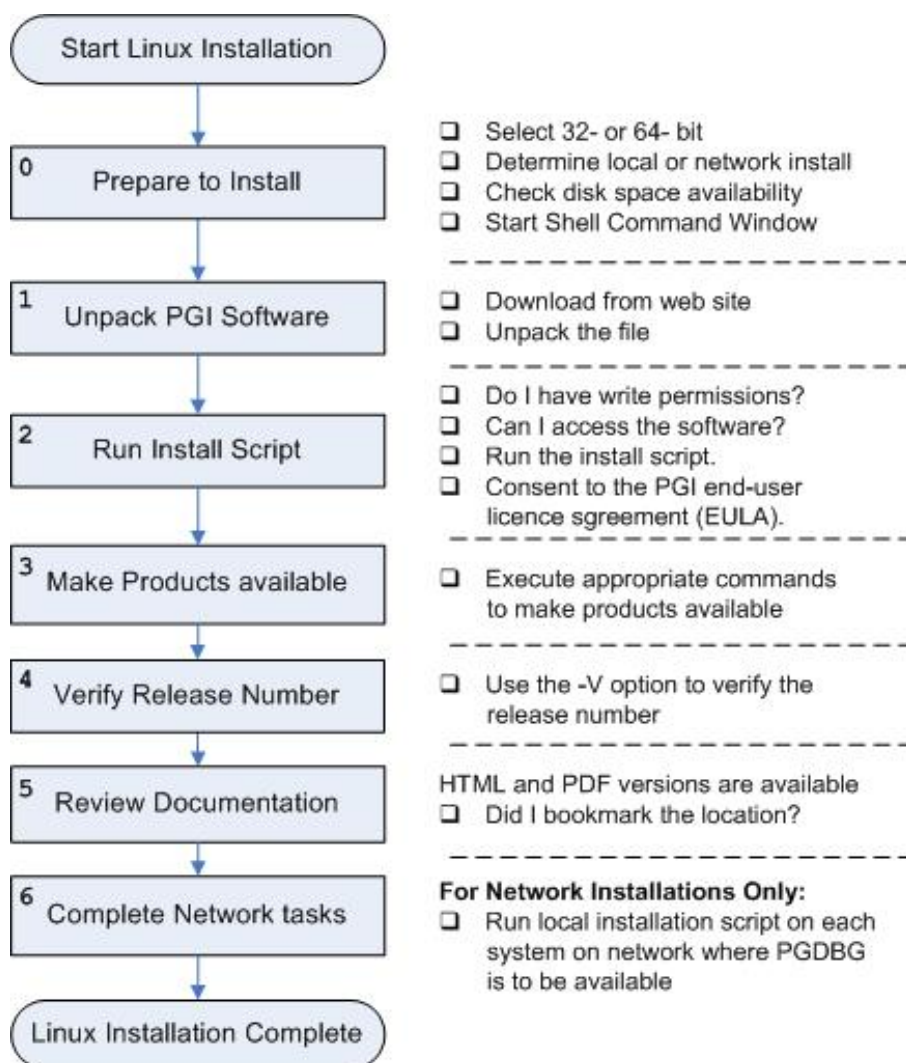 Start Linux Installation
0
Prepare to Install
❑ Select 32- or 64- bit
❑ Determine local or network install
❑ Check disk space availability
❑ Start Shell Command Window
1
Unpack PGI Software
❑ Download from web site
❑ Unpack the file
2
Run Install Script
❑ Do I have write permissions?
❑ Can I access the software?
❑ Run the install script.
❑ Consent to the PGI end-user
licence sgreement (EULA).
3
Make Products available
❑ Execute appropriate commands
to make products available
4
Verify Release Number
❑ Use the -V option to verify the
release number
5
Review Documentation
HTML and PDF versions are available
❑ Did I bookmark the location?
6
Complete Network tasks
For Network Installations Only:
❑ Run local installation script on each
system on network where PGDBG
is to be available
Linux Installation Complete